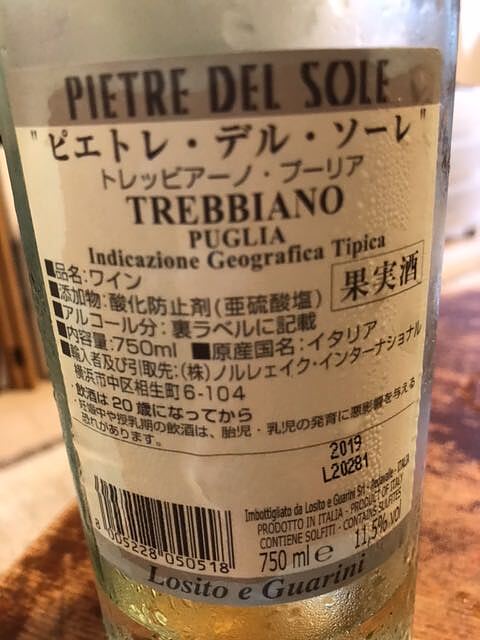 PIETRE DEL SOLE
"ピエトレ・デル・ソーレ"
トレッビアーノ・プーリア
TREBBIANO
PUGLIA
Indicazione Geografica Tipica
■品名:ワイン
果実酒
■添加物:酸化防止剤(亜硫酸塩)
■アルコール分:裏ラベルに記載
■内容量:750ml ■原産国名:イタリア
■輸入者及び引取先:(株)ノルレェイク・インターナショナル
横浜市中区相生町6-104
・飲酒は20歳になってから
・妊娠中や授乳期の飲酒は、胎児・乳児の発育に悪影響を与える
恐れがあります。
2019
L20281
Imbottigliato da Losito e Guarini Srl - Redavalle - ITALIA
PRODOTTO IN ITALIA - PRODUCT OF ITALY
CONTIENE SOLFITI - CONTAINS SULFITES
750 ml e 11,5% vol
8 005228 050518
Losito e Guarini